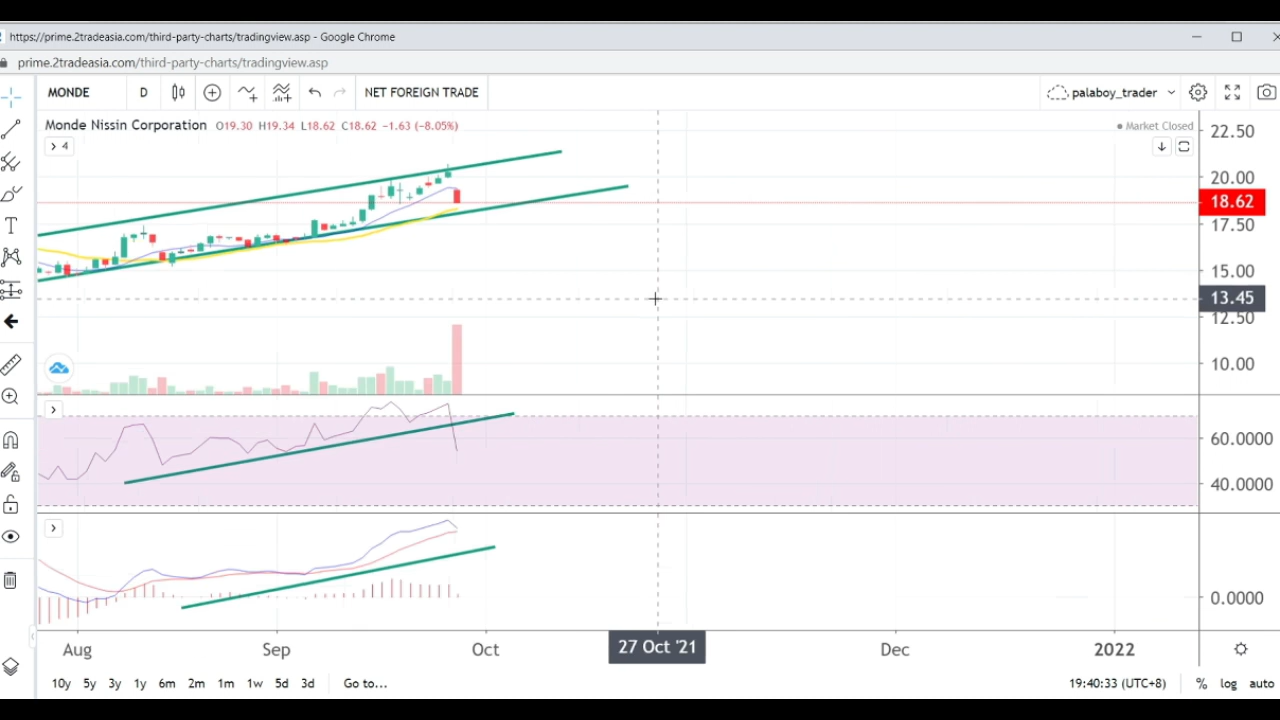 https://prime.2tradeasia.com/third-party-charts/tradingview.asp - Google Chrome
prime.2tradeasia.com/third-party-charts/tradingview.asp
MONDE D NET FOREIGN TRADE palaboy_trader
Monde Nissin Corporation O19.30 H19.34 L18.62 C18.62 −1.63 (−8.05%)
Market Closed
4
22.50
20.00
18.62
17.50
15.00
13.45
12.50
10.00
60.0000
40.0000
0.0000
Aug Sep Oct 27 Oct '21 Dec 2022
10y 5y 3y 1y 6m 2m 1m 1w 5d 3d Go to... 19:40:33 (UTC+8) % log auto